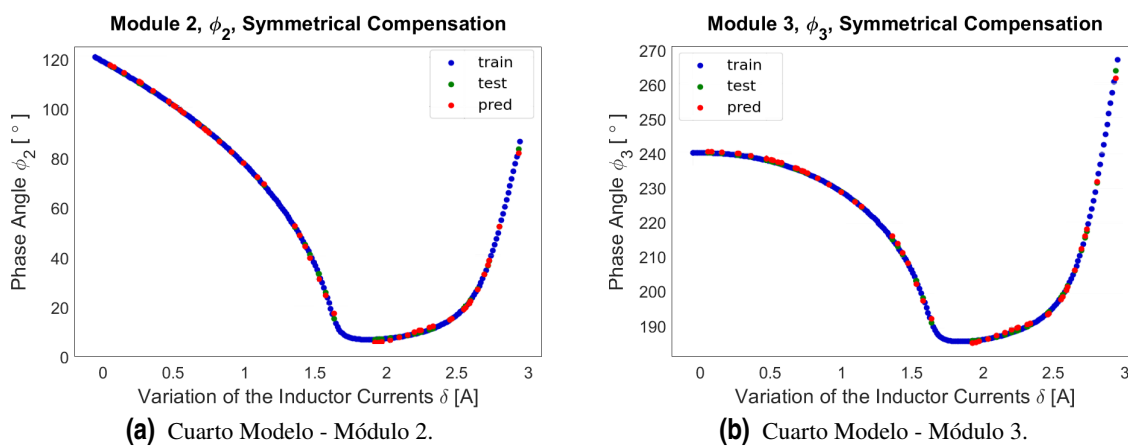 Module 2, ϕ2, Symmetrical Compensation
120
100
80
60
40
20
0
Phase Angle ϕ2 [ ° ]
train
test
pred
0 0.5 1 1.5 2 2.5 3
Variation of the Inductor Currents δ [A]
(a) Cuarto Modelo - Módulo 2.
Module 3, ϕ3, Symmetrical Compensation
270
260
250
240
230
220
210
200
190
Phase Angle ϕ3 [ ° ]
train
test
pred
0 0.5 1 1.5 2 2.5 3
Variation of the Inductor Currents δ [A]
(b) Cuarto Modelo - Módulo 3.